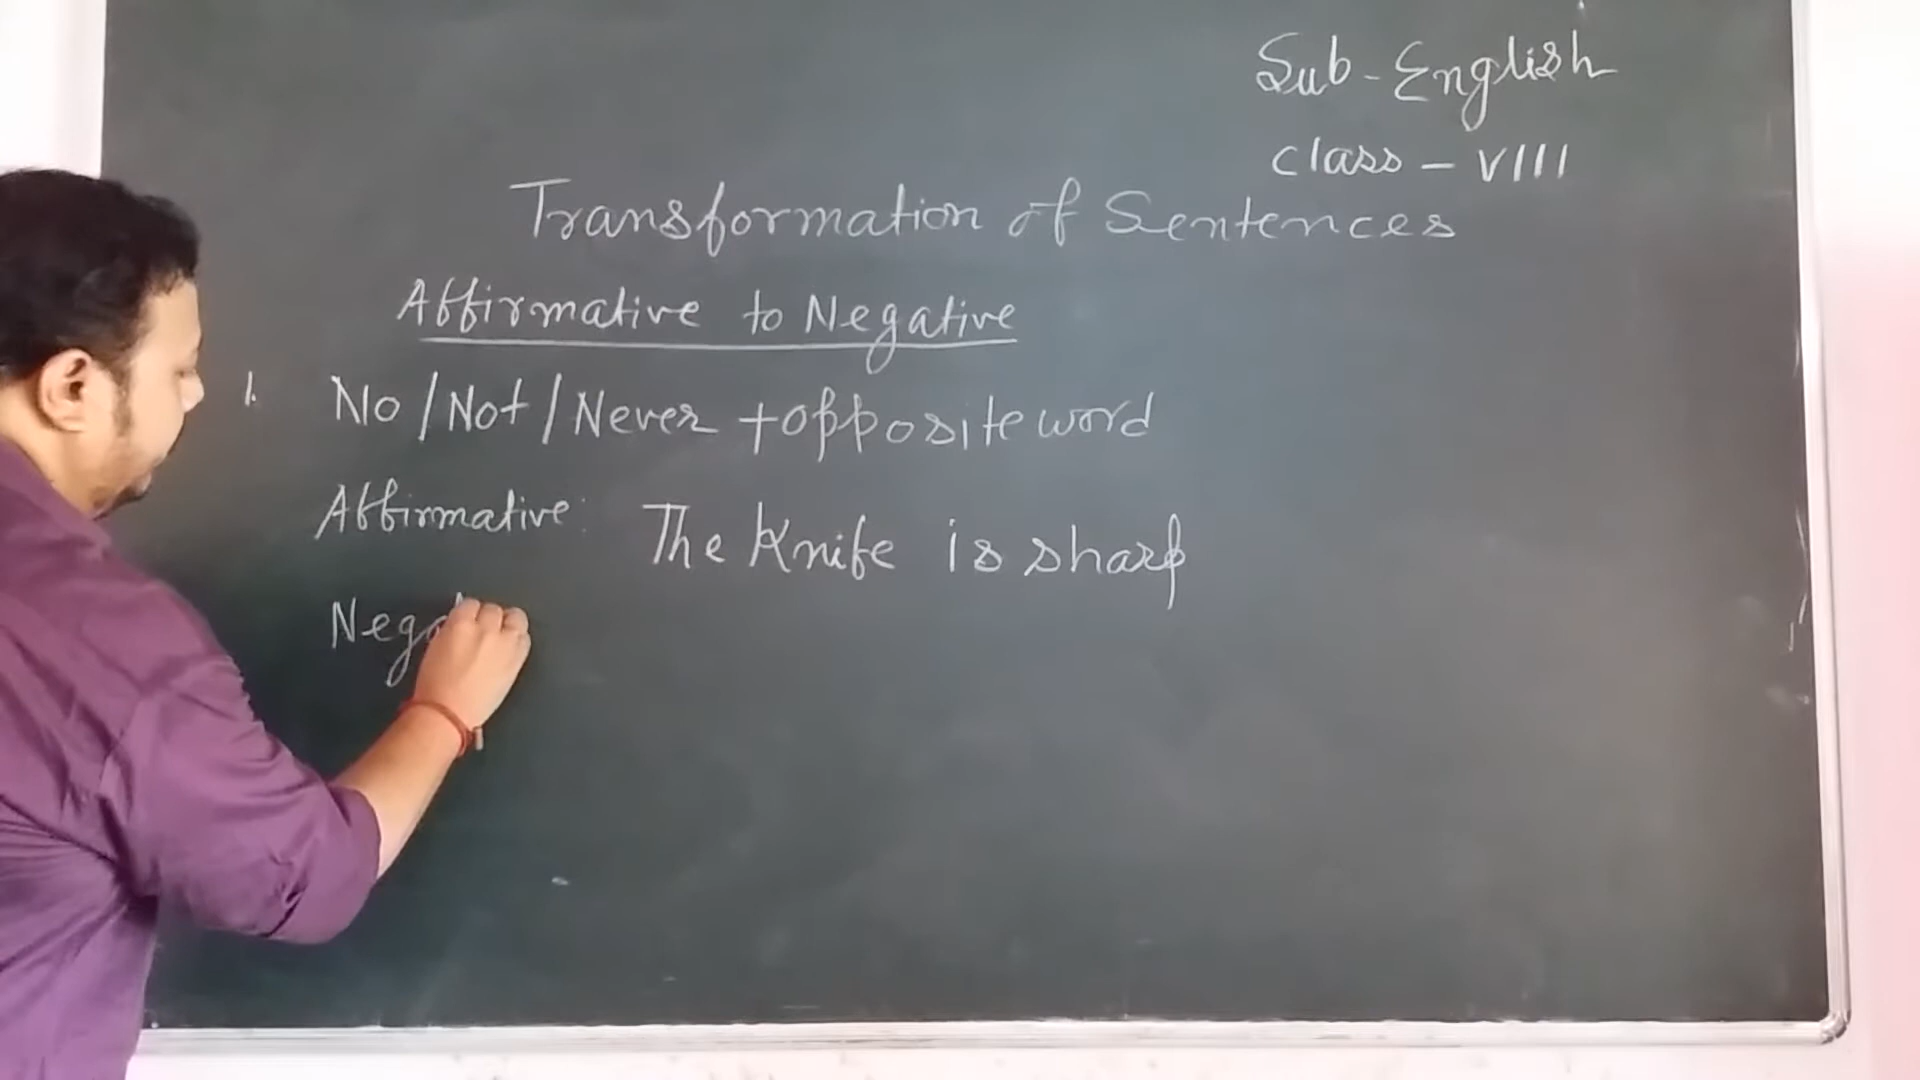 Sub - English
Class - VIII
Transformation of Sentences
Affirmative to Negative
1. No / Not / Never + opposite word
Affirmative: The Knife is sharp
Nega